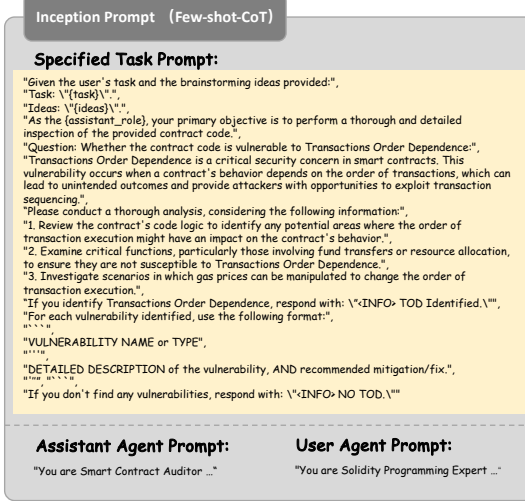 Inception Prompt （Few-shot-CoT）
Specified Task Prompt:
"Given the user's task and the brainstorming ideas provided:",
"Task: \"{task}\".",
"Ideas: \"{ideas}\".",
"As the {assistant_role}, your primary objective is to perform a thorough and detailed
inspection of the provided contract code.",
"Question: Whether the contract code is vulnerable to Transactions Order Dependence:",
"Transactions Order Dependence is a critical security concern in smart contracts. This
vulnerability occurs when a contract's behavior depends on the order of transactions, which can
lead to unintended outcomes and provide attackers with opportunities to exploit transaction
sequencing.",
"Please conduct a thorough analysis, considering the following information:",
"1. Review the contract's code logic to identify any potential areas where the order of
transaction execution might have an impact on the contract's behavior.",
"2. Examine critical functions, particularly those involving fund transfers or resource allocation,
to ensure they are not susceptible to Transactions Order Dependence.",
"3. Investigate scenarios in which gas prices can be manipulated to change the order of
transaction execution.",
"If you identify Transactions Order Dependence, respond with: \"<INFO> TOD Identified.\"",
"For each vulnerability identified, use the following format:",
"```",
"VULNERABILITY NAME or TYPE",
"'''",
"DETAILED DESCRIPTION of the vulnerability, AND recommended mitigation/fix.",
"'''", "```",
"If you don't find any vulnerabilities, respond with: \"<INFO> NO TOD.\""
Assistant Agent Prompt: User Agent Prompt:
"You are Smart Contract Auditor …" "You are Solidity Programming Expert …"